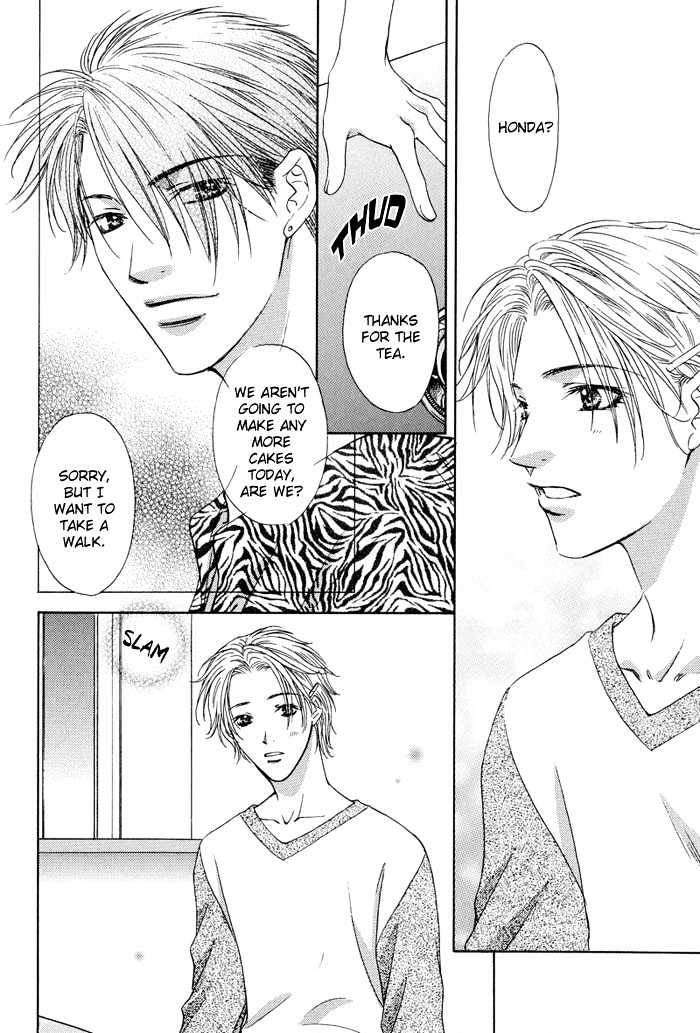 HONDA?
THUD
THANKS
FOR THE
TEA.
WE AREN'T
GOING TO
MAKE ANY
MORE
CAKES
TODAY,
ARE WE?
SORRY,
BUT I
WANT TO
TAKE A
WALK.
SLAM